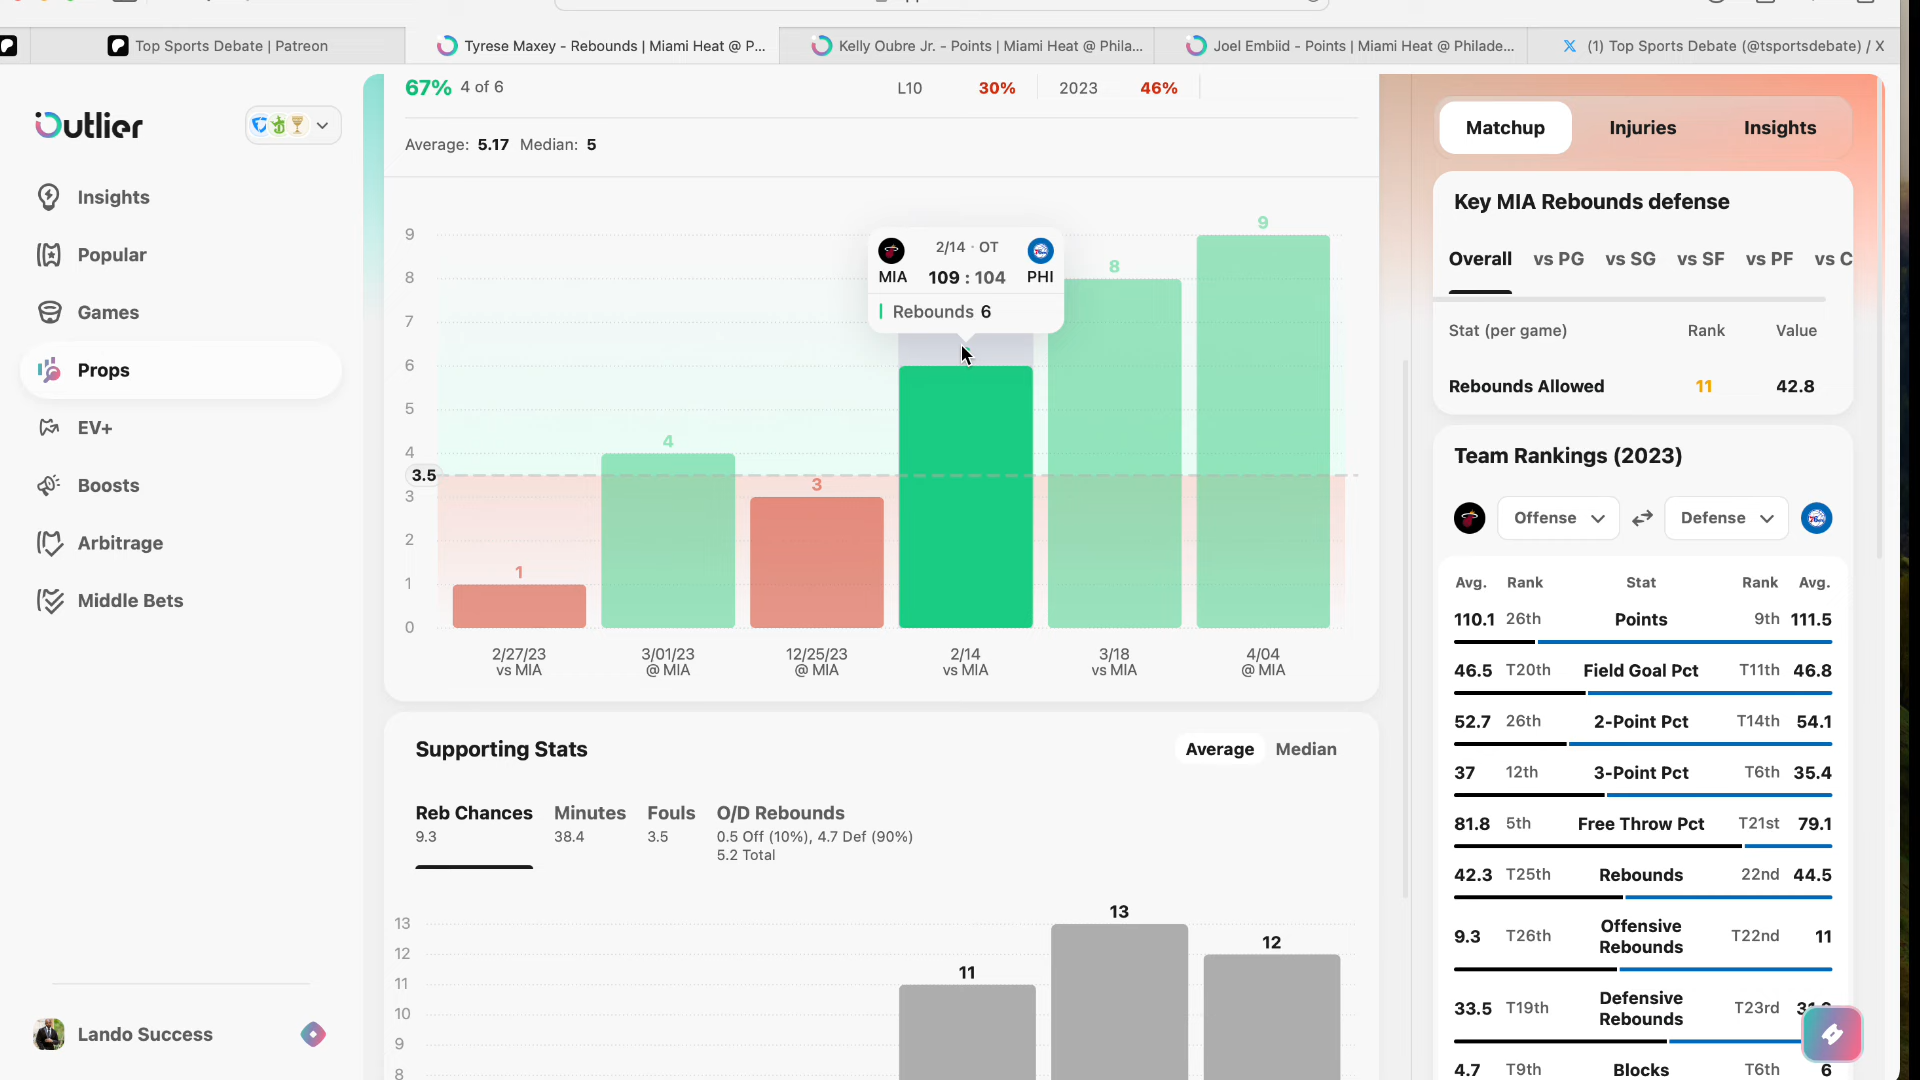 Top Sports Debate | Patreon
Tyrese Maxey - Rebounds | Miami Heat @ P...
Kelly Oubre Jr. - Points | Miami Heat @ Phila...
Joel Embiid - Points | Miami Heat @ Philade...
(1) Top Sports Debate (@tsportsdebate) / X
Outlier
Insights
Popular
Games
Props
EV+
Boosts
Arbitrage
Middle Bets
Lando Success
67% 4 of 6
L10 30% 2023 46%
Average: 5.17 Median: 5
9
8
7
6
5
4
3.5
3
2
1
0
1
4
3
8
9
2/14 · OT
MIA 109 : 104 PHI
Rebounds 6
2/27/23
vs MIA
3/01/23
@ MIA
12/25/23
@ MIA
2/14
vs MIA
3/18
vs MIA
4/04
@ MIA
Supporting Stats
Average Median
Reb Chances
9.3
Minutes
38.4
Fouls
3.5
O/D Rebounds
0.5 Off (10%), 4.7 Def (90%)
5.2 Total
13
12
11
10
9
8
11
13
12
Matchup Injuries Insights
Key MIA Rebounds defense
Overall vs PG vs SG vs SF vs PF vs C
Stat (per game) Rank Value
Rebounds Allowed 11 42.8
Team Rankings (2023)
Offense Defense
Avg. Rank Stat Rank Avg.
110.1 26th Points 9th 111.5
46.5 T20th Field Goal Pct T11th 46.8
52.7 26th 2-Point Pct T14th 54.1
37 12th 3-Point Pct T6th 35.4
81.8 5th Free Throw Pct T21st 79.1
42.3 T25th Rebounds 22nd 44.5
9.3 T26th Offensive Rebounds T22nd 11
33.5 T19th Defensive Rebounds T23rd
4.7 T9th Blocks T6th 6